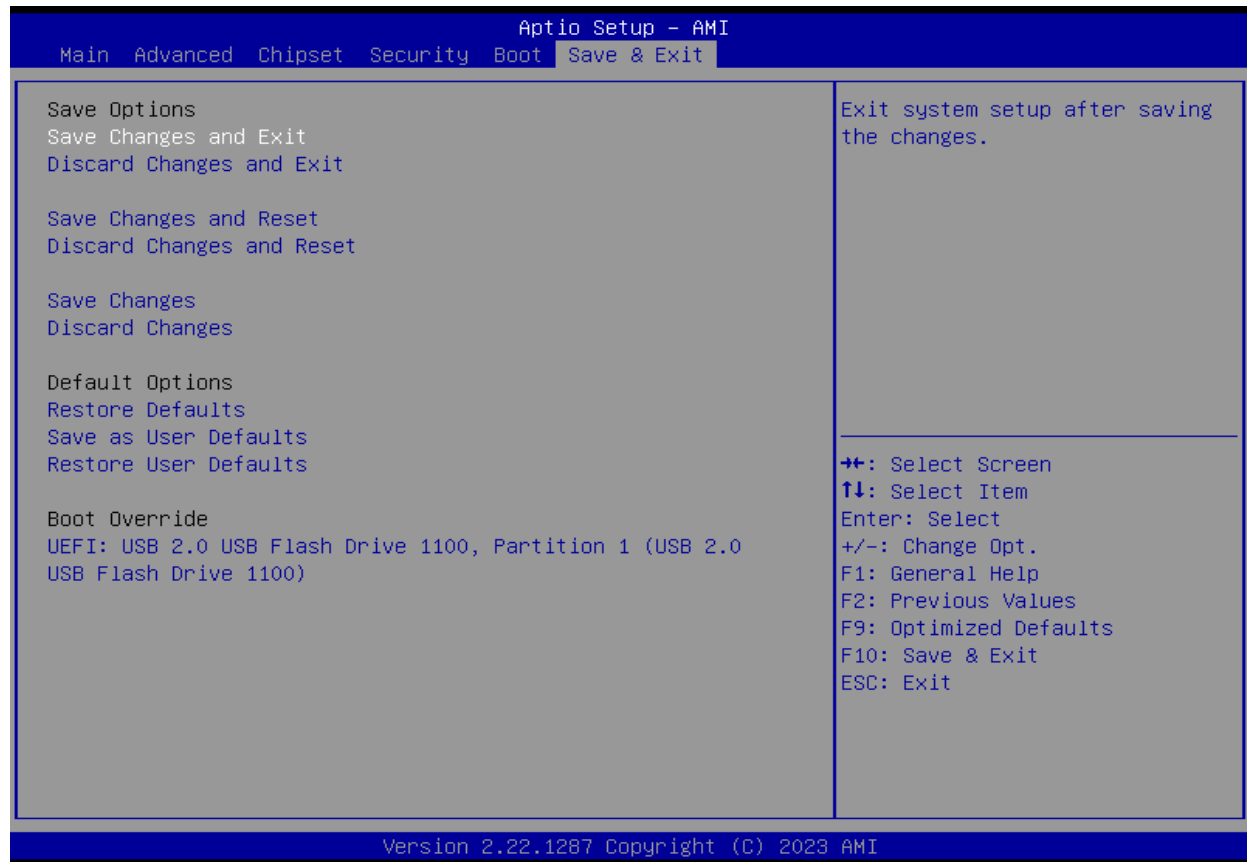 Aptio Setup – AMI
Main Advanced Chipset Security Boot Save & Exit
Save Options
Save Changes and Exit
Discard Changes and Exit
Save Changes and Reset
Discard Changes and Reset
Save Changes
Discard Changes
Default Options
Restore Defaults
Save as User Defaults
Restore User Defaults
Boot Override
UEFI: USB 2.0 USB Flash Drive 1100, Partition 1 (USB 2.0
USB Flash Drive 1100)
Exit system setup after saving
the changes.
→←: Select Screen
↑↓: Select Item
Enter: Select
+/-: Change Opt.
F1: General Help
F2: Previous Values
F9: Optimized Defaults
F10: Save & Exit
ESC: Exit
Version 2.22.1287 Copyright (C) 2023 AMI